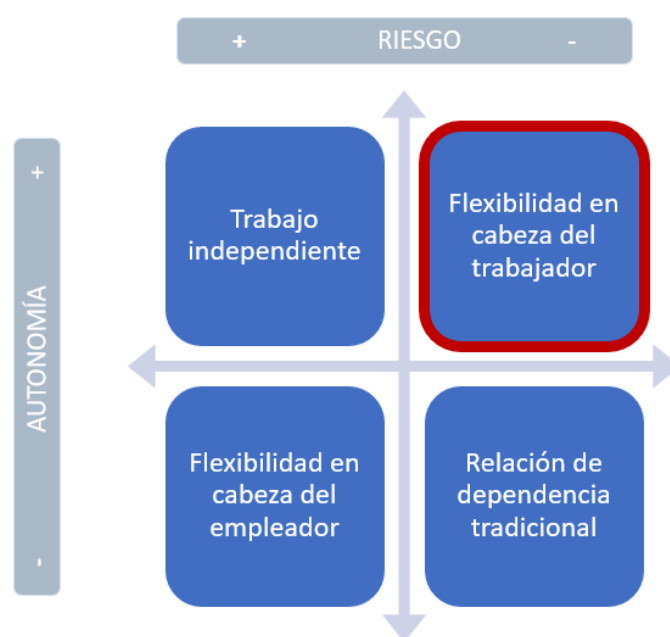 + RIESGO -
+
AUTONOMÍA
-
Trabajo
independiente
Flexibilidad en
cabeza del
trabajador
Flexibilidad en
cabeza del
empleador
Relación de
dependencia
tradicional